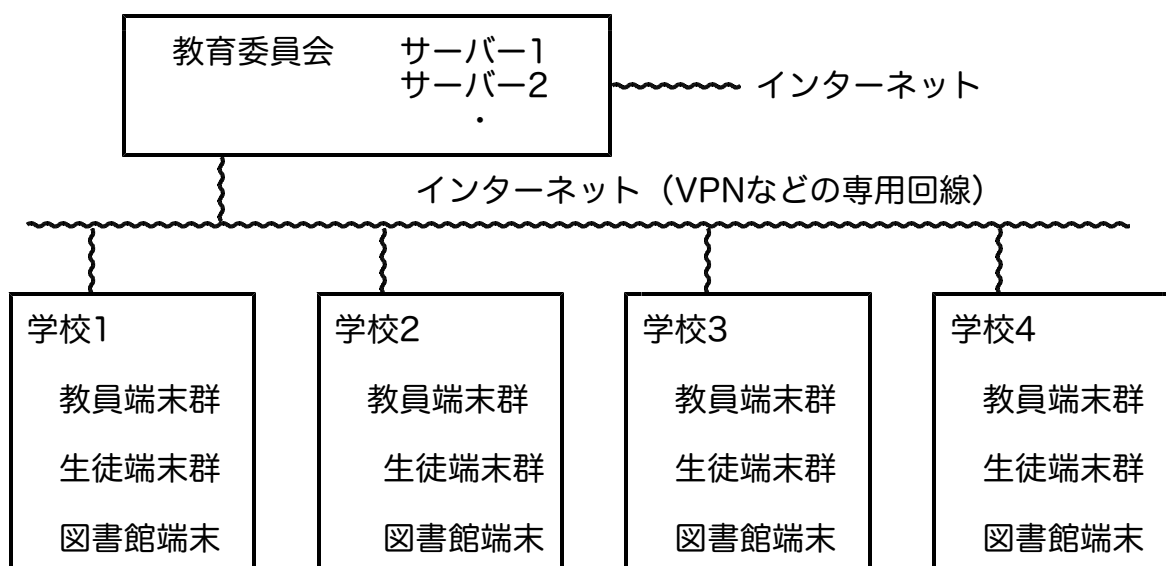 教育委員会 サーバー1
サーバー2
・
インターネット
インターネット（VPNなどの専用回線）
学校1
教員端末群
生徒端末群
図書館端末
学校2
教員端末群
生徒端末群
図書館端末
学校3
教員端末群
生徒端末群
図書館端末
学校4
教員端末群
生徒端末群
図書館端末